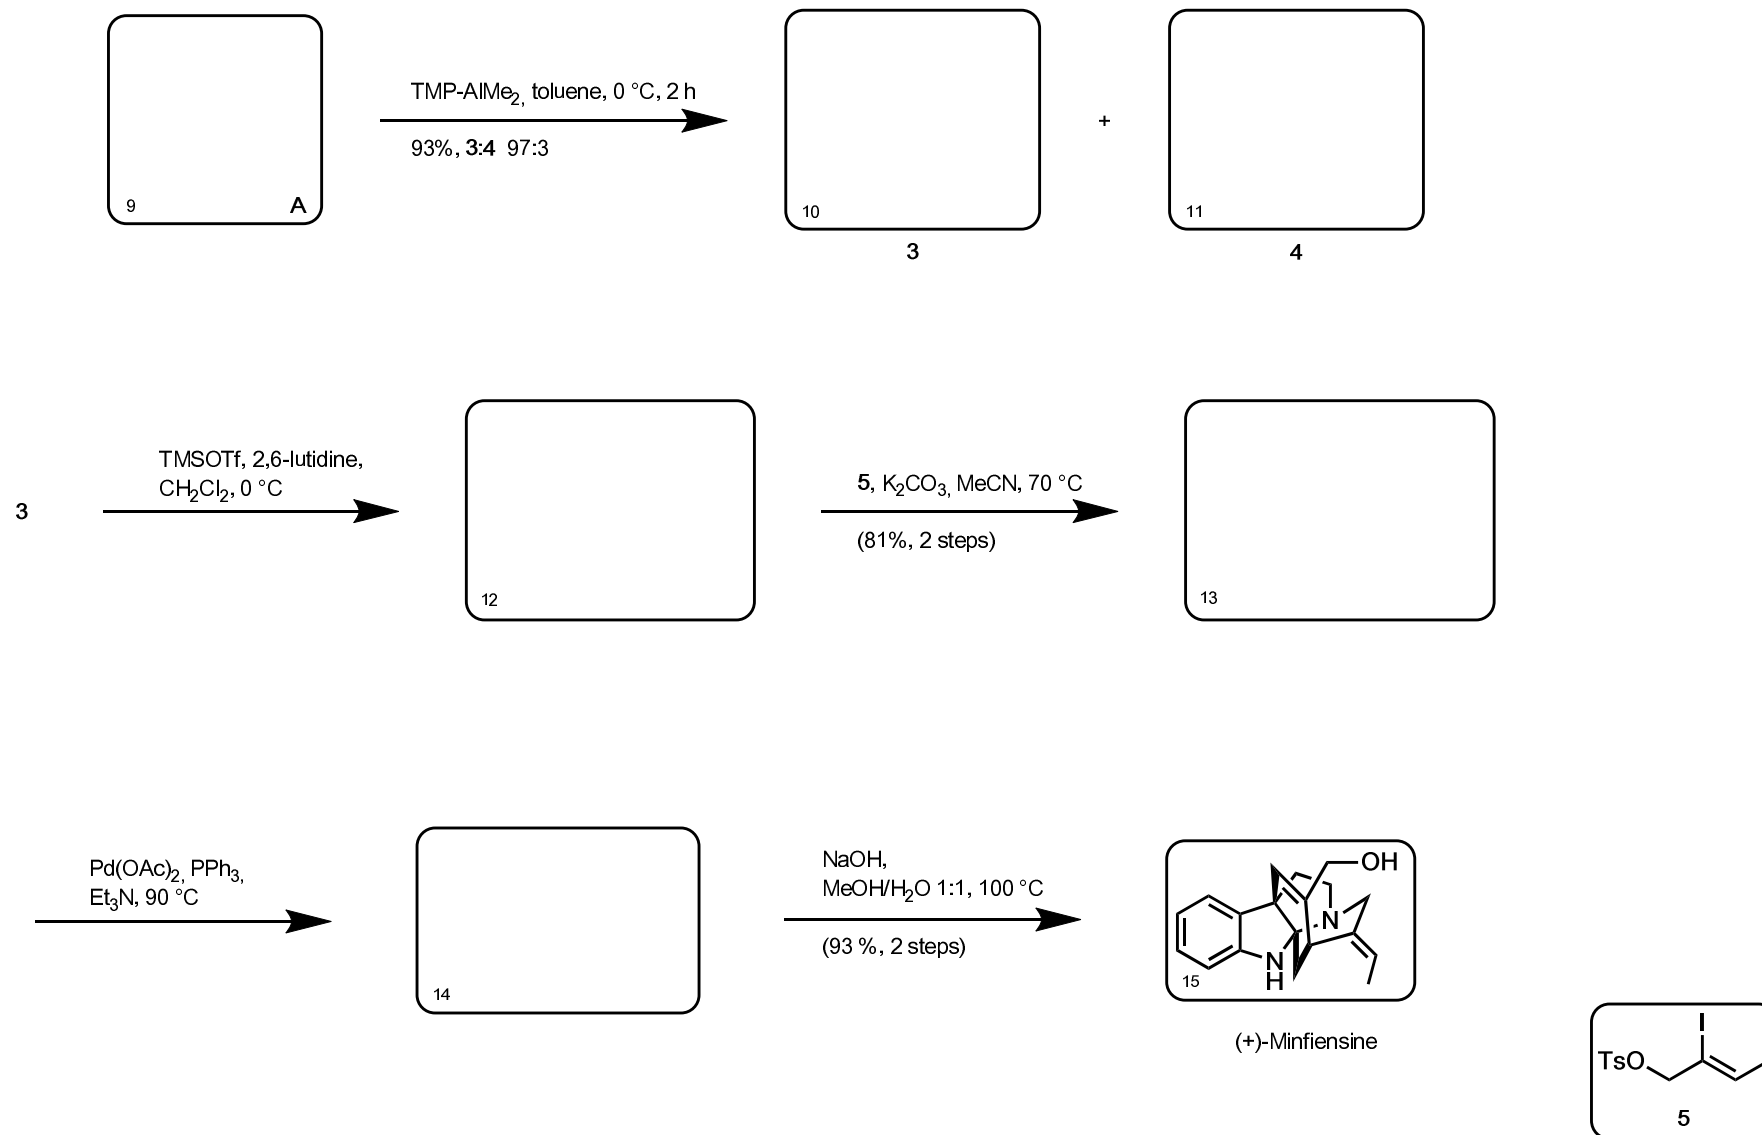 TMP-AlMe2, toluene, 0 °C, 2 h
93%, 3:4 97:3
9
A
10
3
+
11
4
3
TMSOTf, 2,6-lutidine,
CH2Cl2, 0 °C
12
5, K2CO3, MeCN, 70 °C
(81%, 2 steps)
13
Pd(OAc)2, PPh3,
Et3N, 90 °C
14
NaOH,
MeOH/H2O 1:1, 100 °C
(93 %, 2 steps)
OH
N
N
H
15
(+)-Minfiensine
I
TsO
5